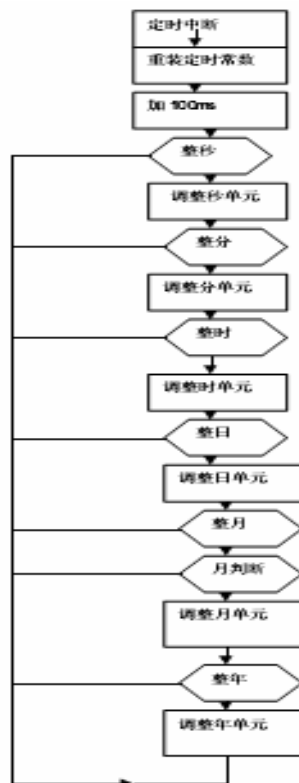 定时中断
重装定时常数
加 100ms
整秒
调整秒单元
整分
调整分单元
整时
调整时单元
整日
调整日单元
整月
月判断
调整月单元
整年
调整年单元